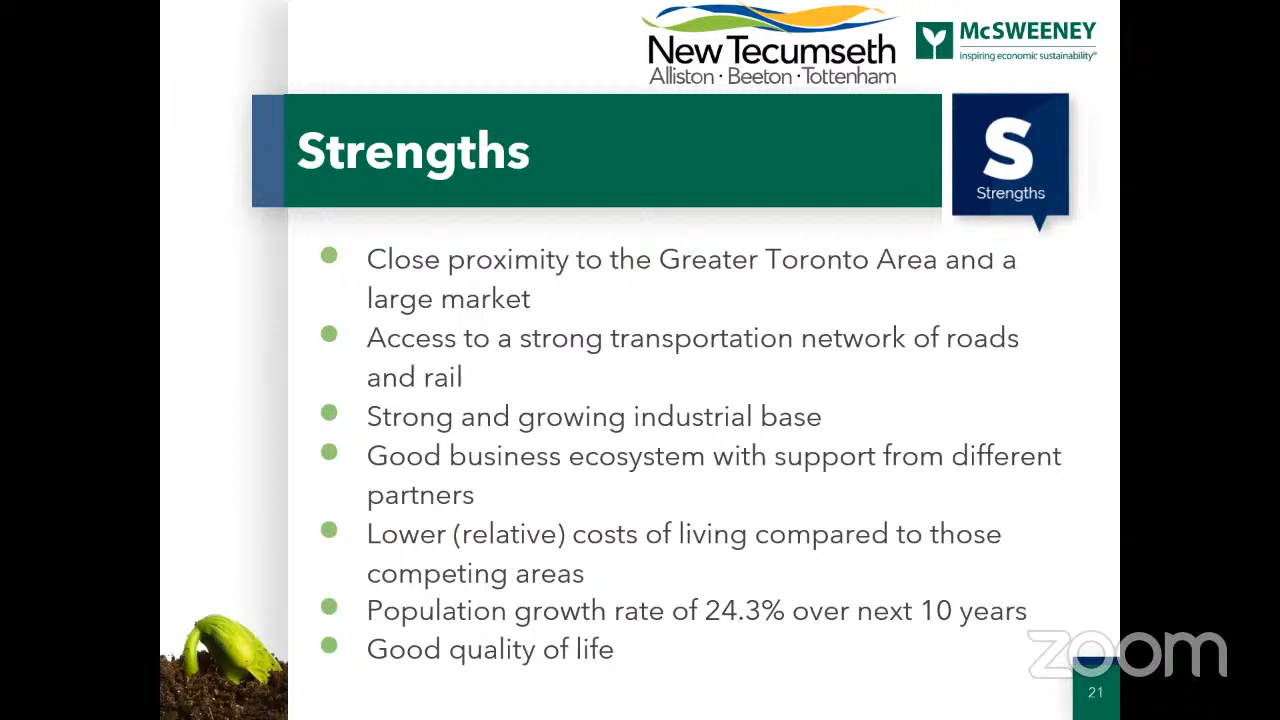 New Tecumseth
Alliston · Beeton · Tottenham
McSWEENEY
inspiring economic sustainability®
Strengths
S
Strengths
Close proximity to the Greater Toronto Area and a
large market
Access to a strong transportation network of roads
and rail
Strong and growing industrial base
Good business ecosystem with support from different
partners
Lower (relative) costs of living compared to those
competing areas
Population growth rate of 24.3% over next 10 years
Good quality of life
zoom
21